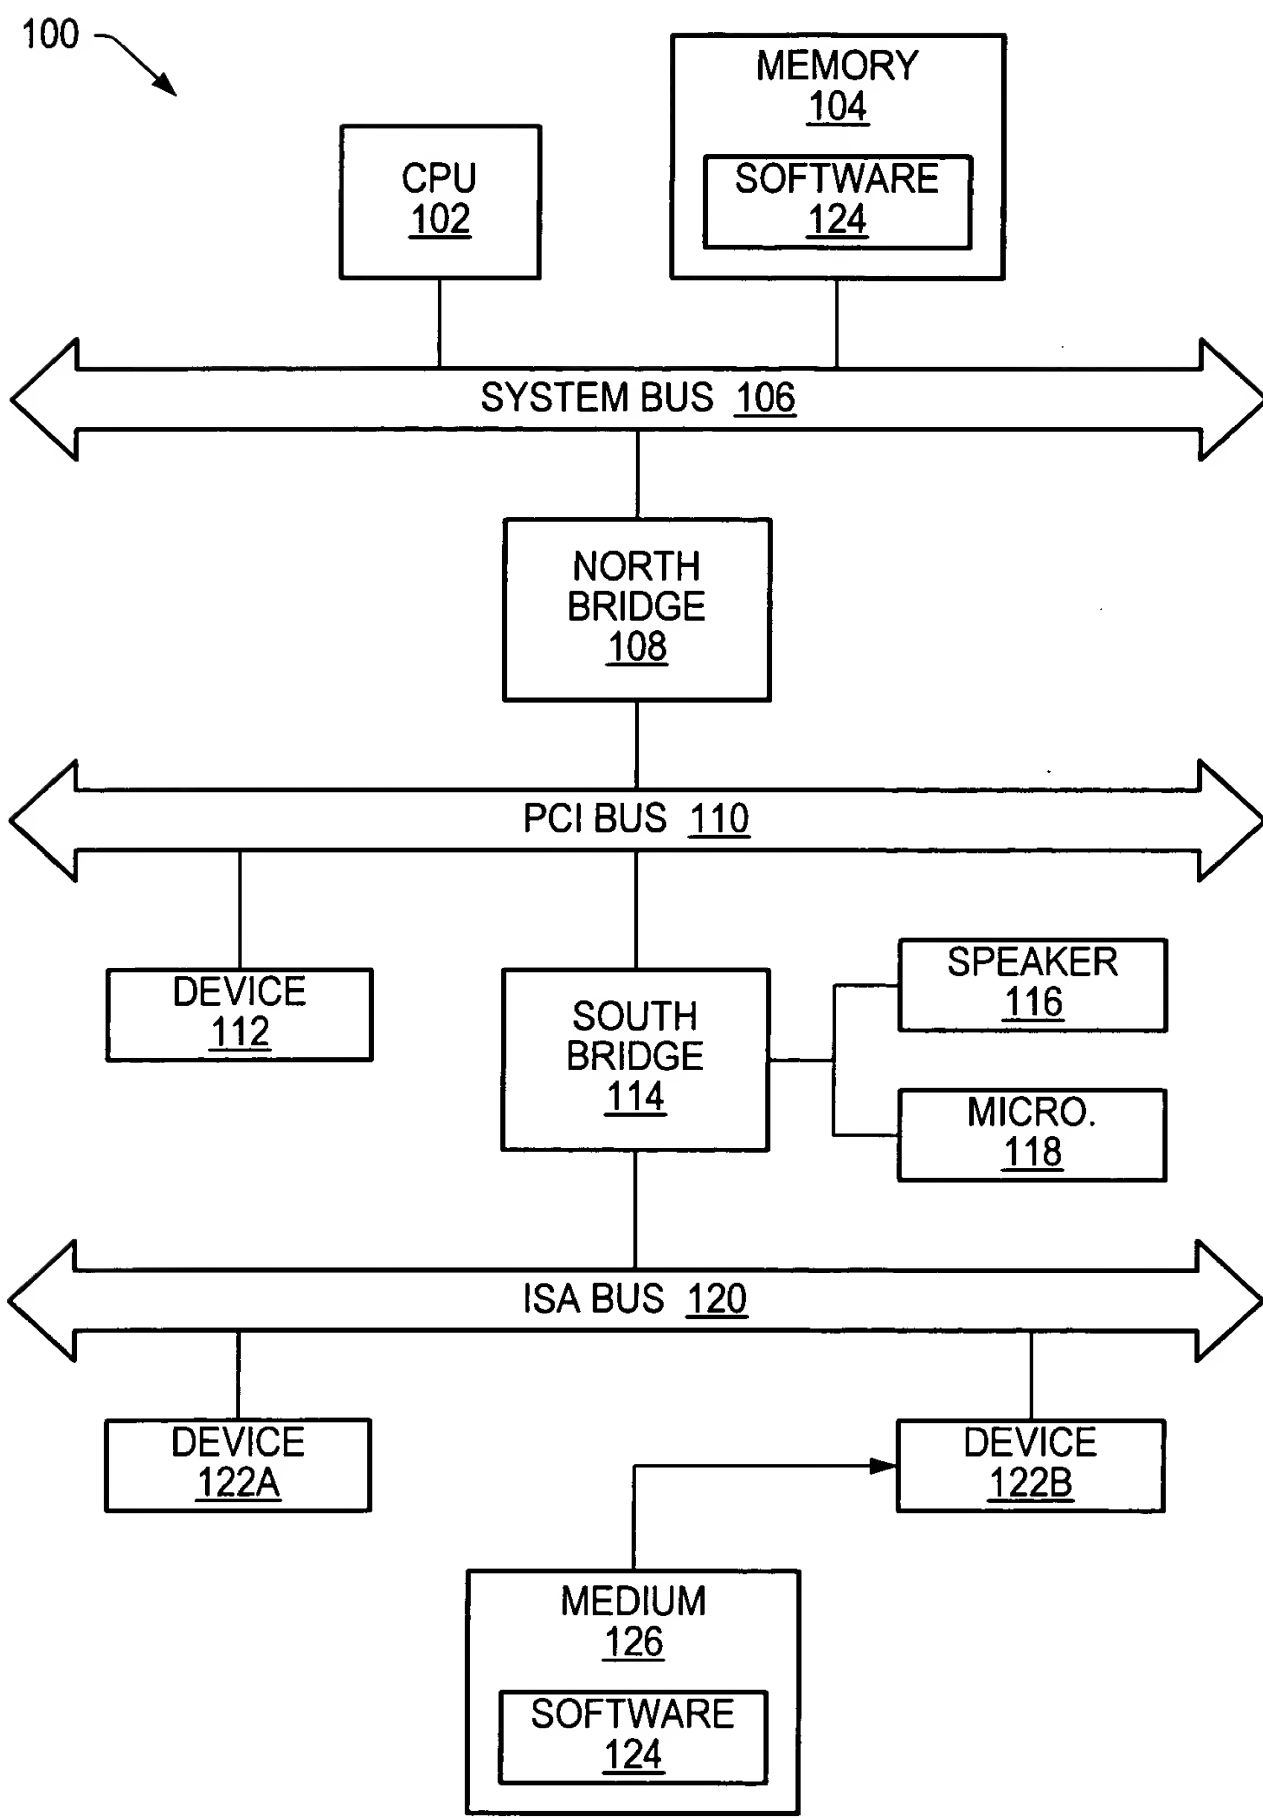 100
MEMORY
104
CPU
102
SOFTWARE
124
SYSTEM BUS 106
NORTH
BRIDGE
108
PCI BUS 110
DEVICE
112
SOUTH
BRIDGE
114
SPEAKER
116
MICRO.
118
ISA BUS 120
DEVICE
122A
DEVICE
122B
MEDIUM
126
SOFTWARE
124